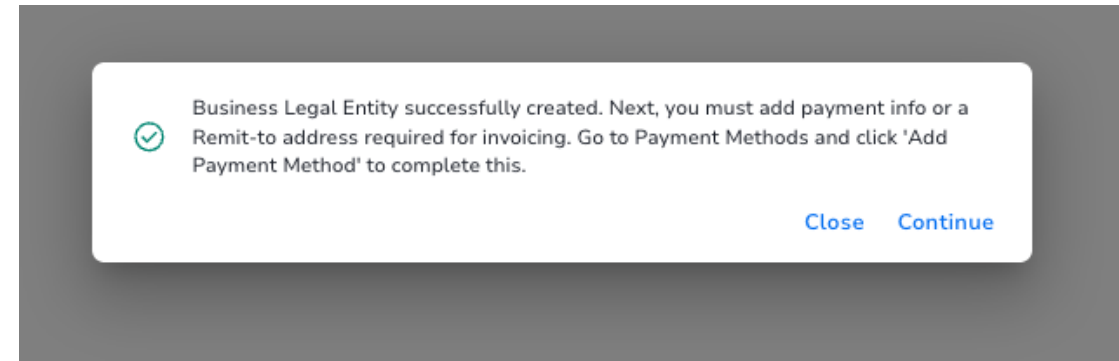 Business Legal Entity successfully created. Next, you must add payment info or a
Remit-to address required for invoicing. Go to Payment Methods and click 'Add
Payment Method' to complete this.
Close Continue